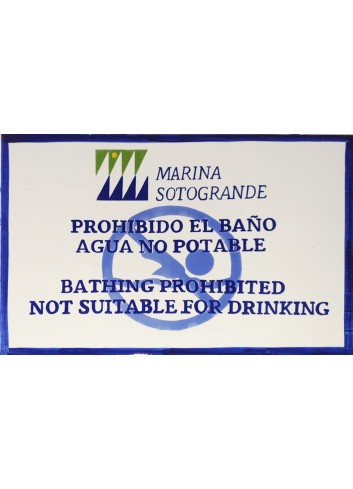 MARINA
SOTOGRANDE
PROHIBIDO EL BAÑO
AGUA NO POTABLE
BATHING PROHIBITED
NOT SUITABLE FOR DRINKING